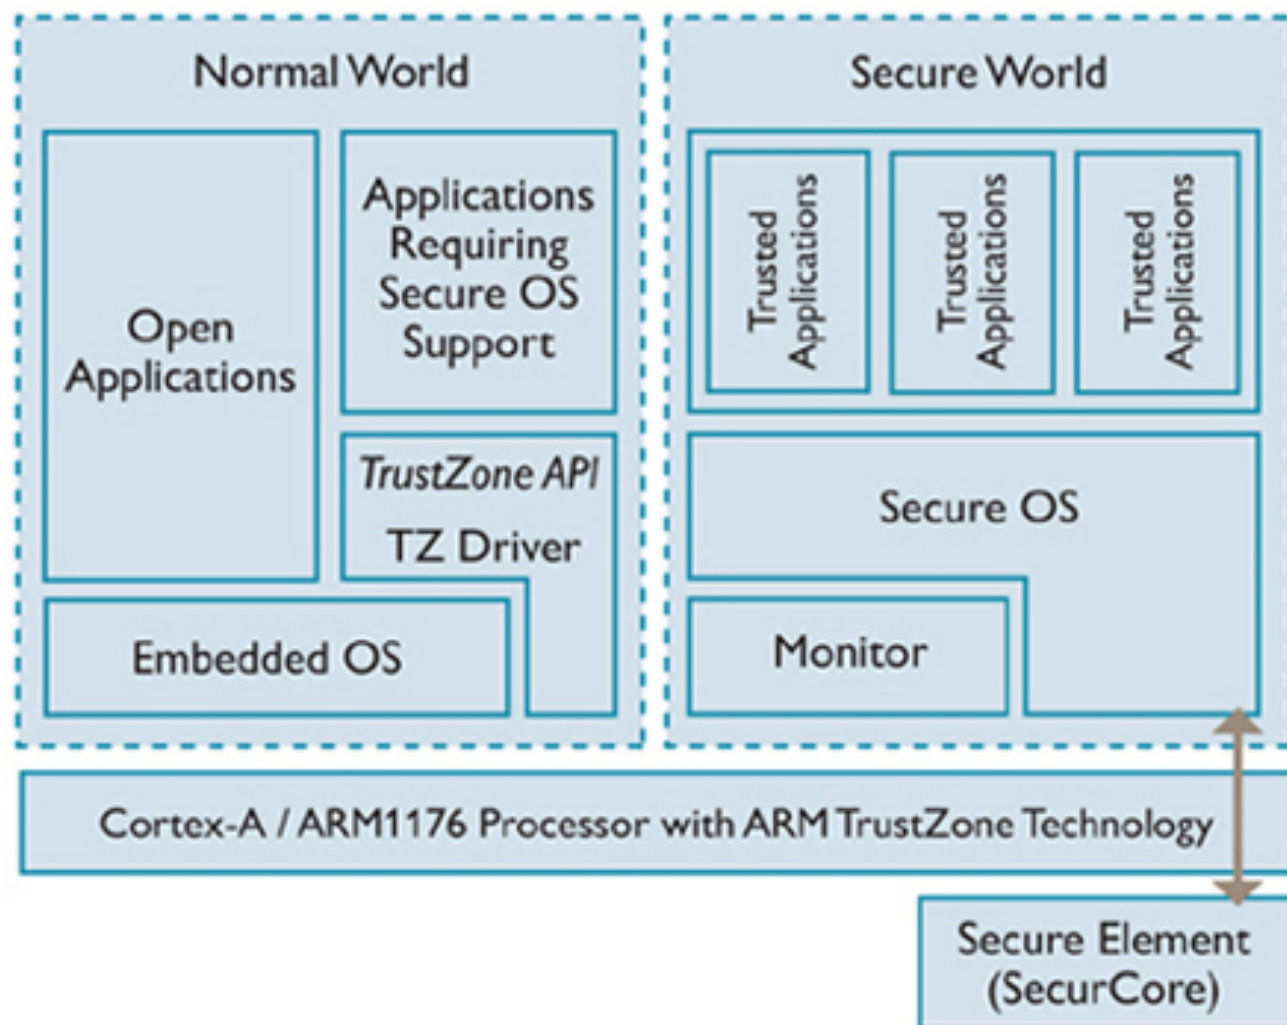 Normal World
Open
Applications
Applications
Requiring
Secure OS
Support
TrustZone API
TZ Driver
Embedded OS
Secure World
Trusted
Applications
Trusted
Applications
Trusted
Applications
Secure OS
Monitor
Cortex-A / ARM1176 Processor with ARM TrustZone Technology
Secure Element
(SecurCore)